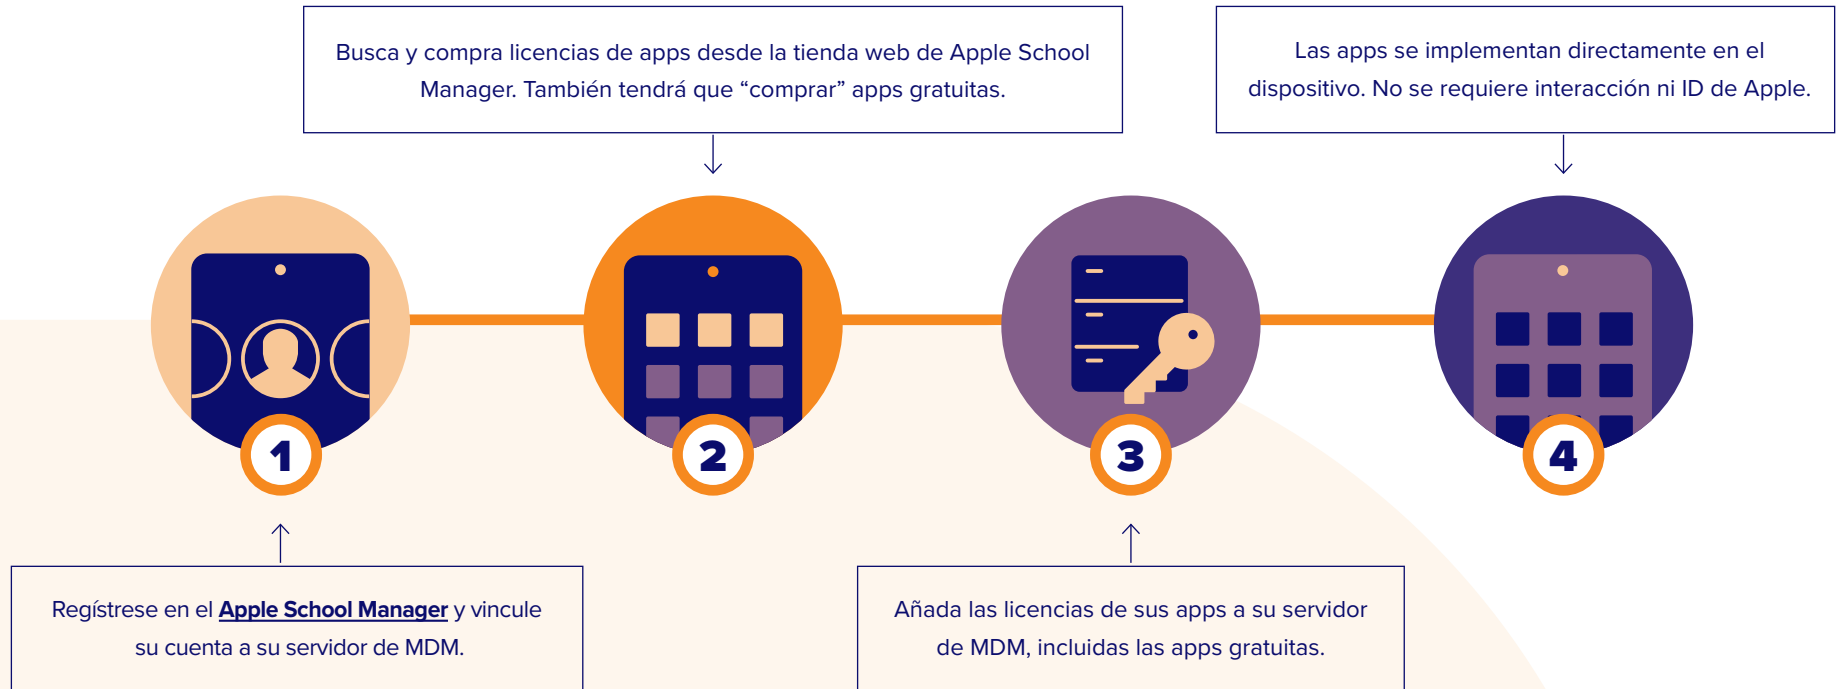 Busca y compra licencias de apps desde la tienda web de Apple School
Manager. También tendrá que “comprar” apps gratuitas.
Las apps se implementan directamente en el
dispositivo. No se requiere interacción ni ID de Apple.
1
2
3
4
Regístrese en el Apple School Manager y vincule
su cuenta a su servidor de MDM.
Añada las licencias de sus apps a su servidor
de MDM, incluidas las apps gratuitas.